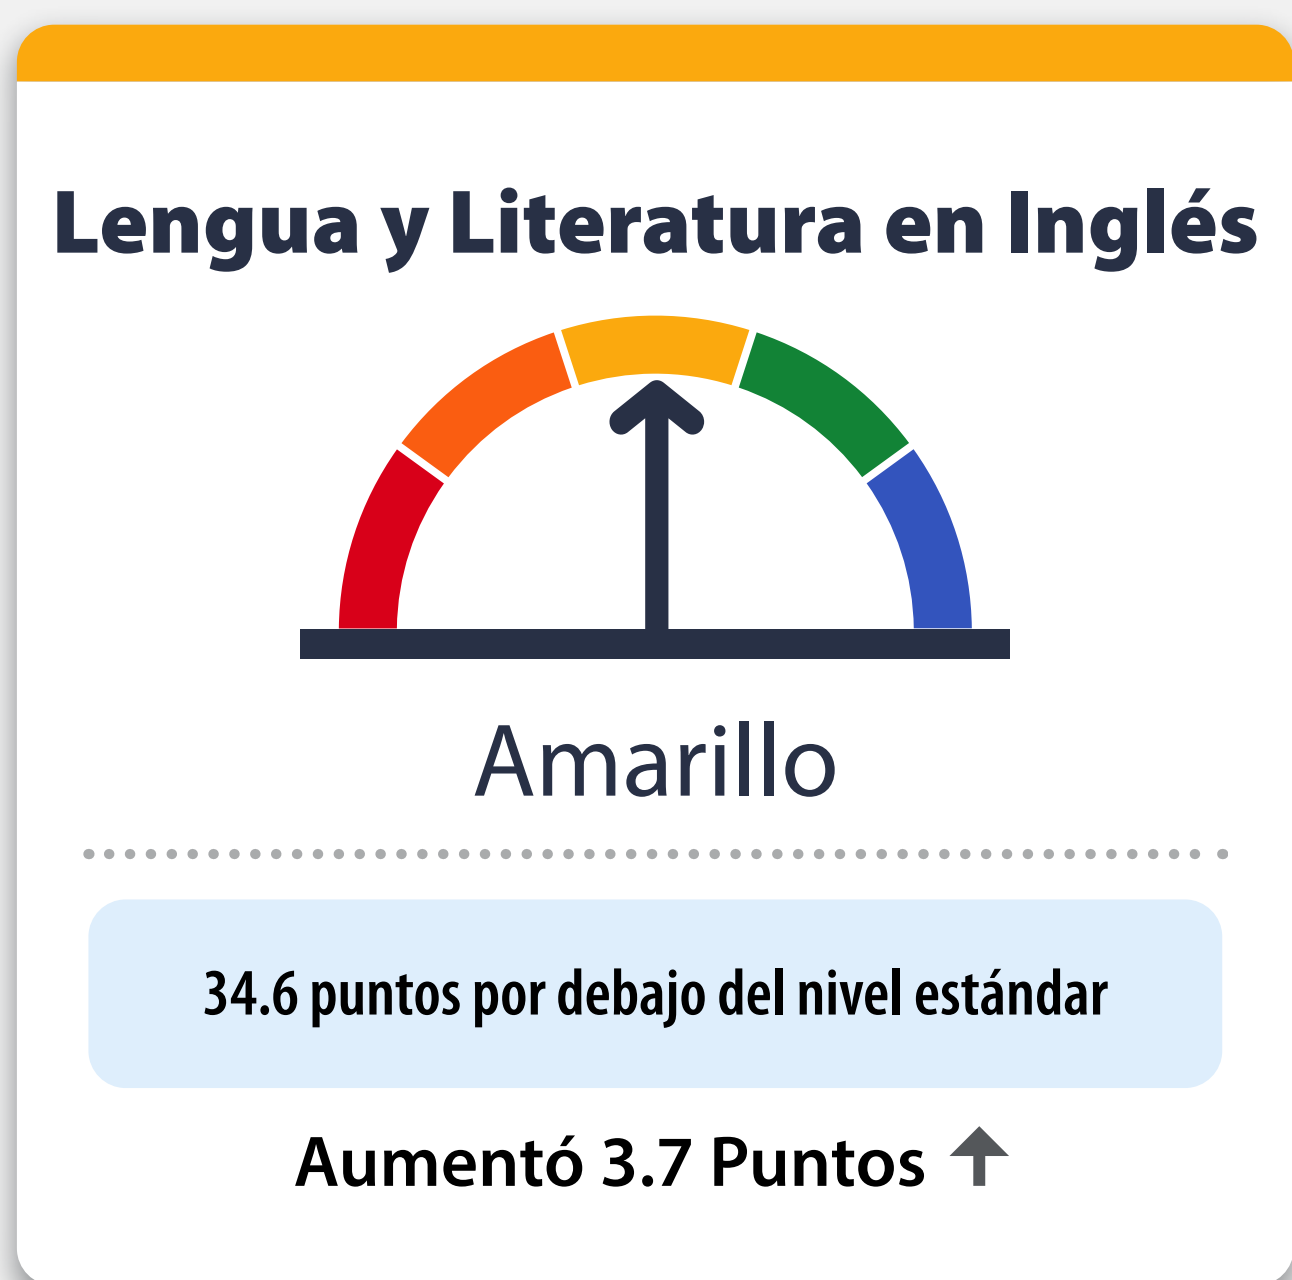 Lengua y Literatura en Inglés
Amarillo
34.6 puntos por debajo del nivel estándar
Aumentó 3.7 Puntos